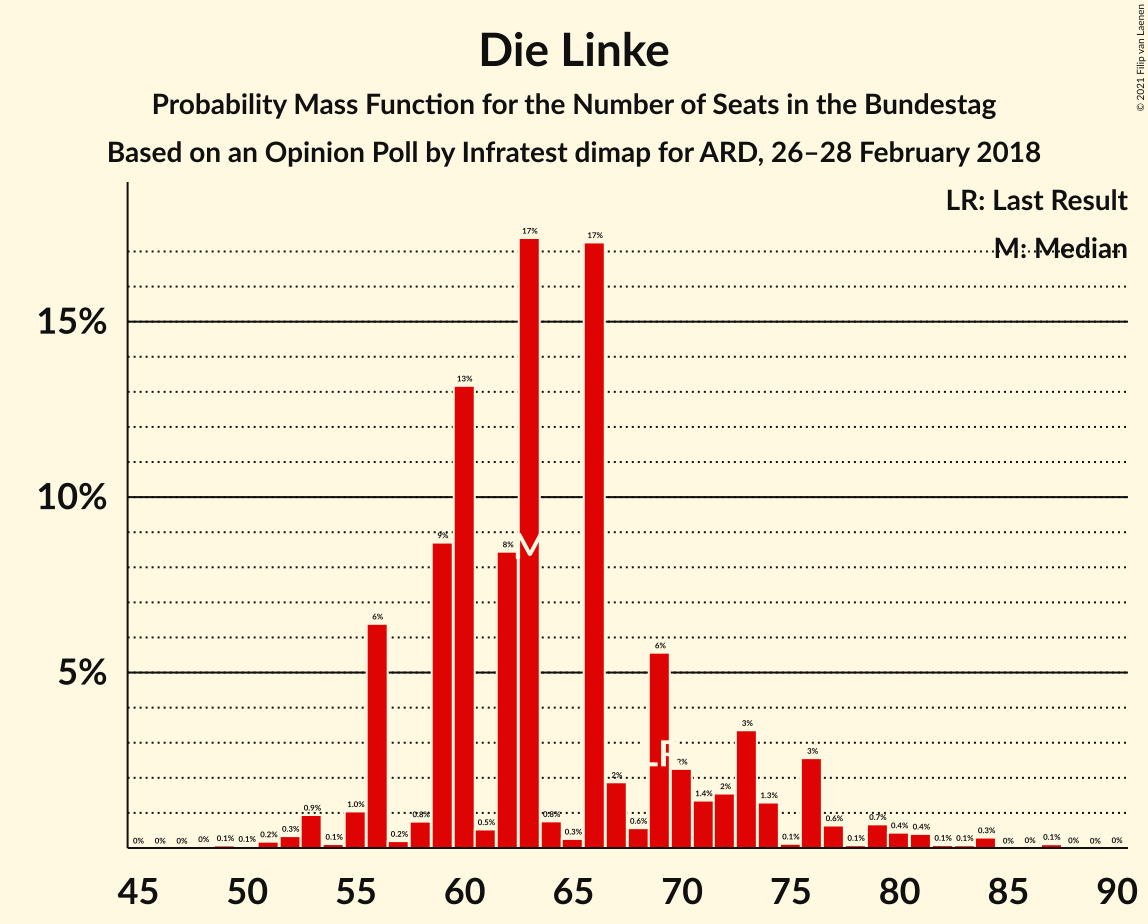 Die Linke
Probability Mass Function for the Number of Seats in the Bundestag
Based on an Opinion Poll by Infratest dimap for ARD, 26–28 February 2018
© 2021 Filip van Laenen
LR: Last Result
M: Median
15%
10%
5%
0% 0% 0% 0% 0.1% 0.1% 0.2% 0.3% 0.9% 0.1% 1.0% 6% 0.2% 0.8% 9% 13% 0.5% 8% 17% 0.8% 0.3% 17% 2% 0.6% 6% 2% 1.4% 2% 3% 1.3% 0.1% 3% 0.6% 0.1% 0.7% 0.4% 0.4% 0.1% 0.1% 0.3% 0% 0% 0.1% 0% 0% 0%
M
LR
45 50 55 60 65 70 75 80 85 90